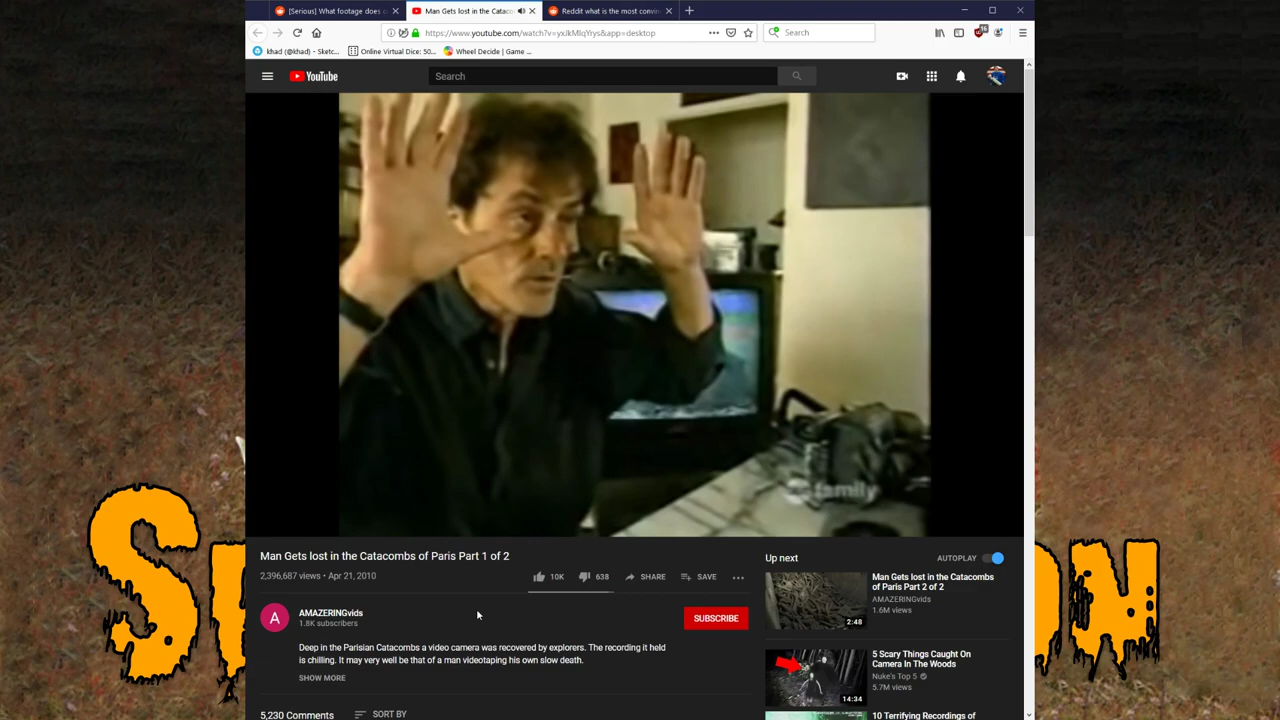 [Serious] What footage does
Man Gets lost in the Cataco
Reddit what is the most convin
https://www.youtube.com/watch?v=yxJkMlqYrys&app=desktop
Search
16
khad (@khad) - Sketc...
Online Virtual Dice: 50...
Wheel Decide | Game ...
YouTube
Search
family
Man Gets lost in the Catacombs of Paris Part 1 of 2
2,396,687 views • Apr 21, 2010
10K
638
SHARE
SAVE
A
AMAZERINGvids
1.8K subscribers
SUBSCRIBE
Deep in the Parisian Catacombs a video camera was recovered by explorers. The recording it held
is chilling. It may very well be that of a man videotaping his own slow death.
SHOW MORE
5,230 Comments
SORT BY
Up next
AUTOPLAY
Man Gets lost in the Catacombs
of Paris Part 2 of 2
AMAZERINGvids
1.6M views
2:48
5 Scary Things Caught On
Camera In The Woods
Nuke's Top 5
5.7M views
14:34
10 Terrifying Recordings of